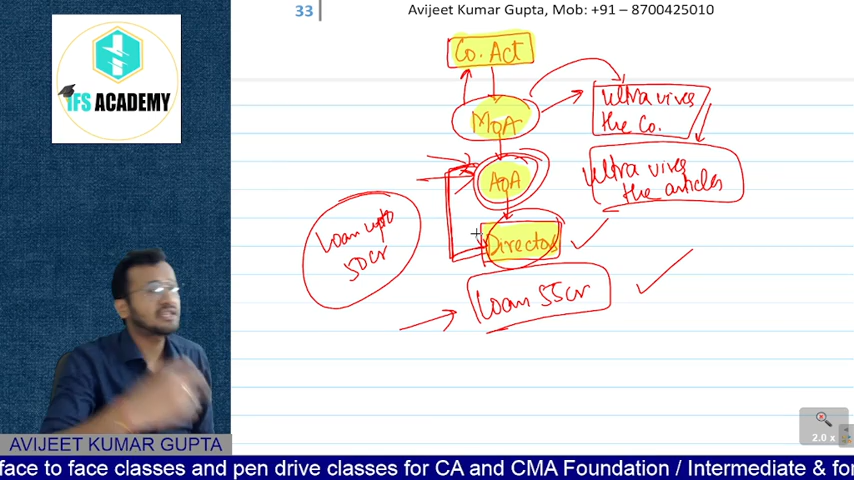 33
Avijeet Kumar Gupta, Mob: +91 – 8700425010
IFS ACADEMY
Co. Act
MOA
ultra vires
the Co.
AOA
ultra vires
the articles
Director
Loan upto
50cr
Loan 55cr
2.0 x
AVIJEET KUMAR GUPTA
face to face classes and pen drive classes for CA and CMA Foundation / Intermediate & for